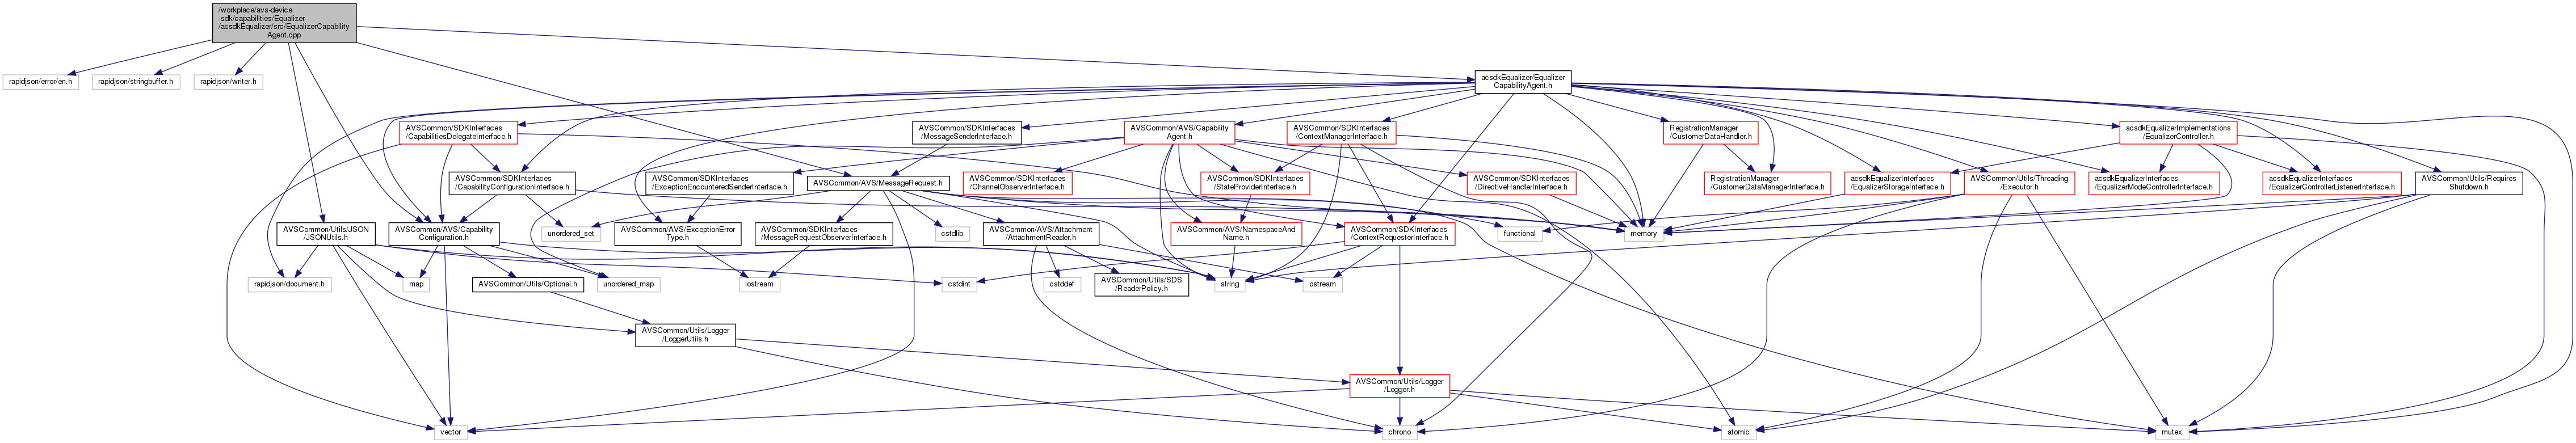 /workplace/avs-device
-sdk/capabilities/Equalizer
/acsdkEqualizer/src/EqualizerCapability
Agent.cpp
rapidjson/error/en.h
rapidjson/stringbuffer.h
rapidjson/writer.h
acsdkEqualizer/Equalizer
CapabilityAgent.h
AVSCommon/SDKInterfaces
/CapabilitiesDelegateInterface.h
AVSCommon/SDKInterfaces
/MessageSenderInterface.h
AVSCommon/AVS/Capability
Agent.h
AVSCommon/SDKInterfaces
/ContextManagerInterface.h
RegistrationManager
/CustomerDataHandler.h
acsdkEqualizerImplementations
/EqualizerController.h
AVSCommon/SDKInterfaces
/CapabilityConfigurationInterface.h
AVSCommon/SDKInterfaces
/ExceptionEncounteredSenderInterface.h
AVSCommon/AVS/MessageRequest.h
AVSCommon/SDKInterfaces
/ChannelObserverInterface.h
AVSCommon/SDKInterfaces
/StateProviderInterface.h
AVSCommon/SDKInterfaces
/DirectiveHandlerInterface.h
RegistrationManager
/CustomerDataManagerInterface.h
acsdkEqualizerInterfaces
/EqualizerStorageInterface.h
AVSCommon/Utils/Threading
/Executor.h
acsdkEqualizerInterfaces
/EqualizerModeControllerInterface.h
acsdkEqualizerInterfaces
/EqualizerControllerListenerInterface.h
AVSCommon/Utils/Requires
Shutdown.h
AVSCommon/Utils/JSON
/JSONUtils.h
AVSCommon/AVS/Capability
Configuration.h
unordered_set
AVSCommon/AVS/ExceptionError
Type.h
AVSCommon/SDKInterfaces
/MessageRequestObserverInterface.h
cstdlib
AVSCommon/AVS/Attachment
/AttachmentReader.h
AVSCommon/AVS/NamespaceAnd
Name.h
AVSCommon/SDKInterfaces
/ContextRequesterInterface.h
functional
memory
rapidjson/document.h
map
AVSCommon/Utils/Optional.h
unordered_map
iostream
cstdint
cstddef
AVSCommon/Utils/SDS
/ReaderPolicy.h
string
ostream
AVSCommon/Utils/Logger
/LoggerUtils.h
AVSCommon/Utils/Logger
/Logger.h
vector
chrono
atomic
mutex